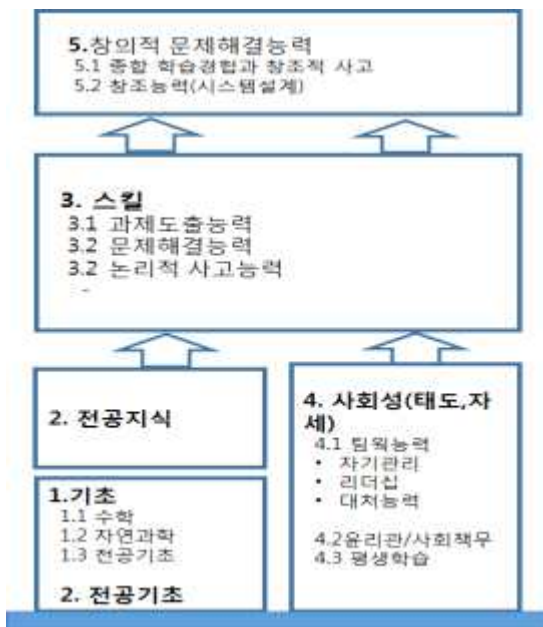 5.창의적 문제해결능력
5.1 종합 학습경험과 창조적 사고
5.2 창조능력(시스템설계)
3. 스킬
3.1 과제도출능력
3.2 문제해결능력
3.2 논리적 사고능력
-
2. 전공지식
1.기초
1.1 수학
1.2 자연과학
1.3 전공기초
2. 전공기초
4. 사회성(태도,자
세)
4.1 팀웍능력
• 자기관리
• 리더십
• 대처능력
4.2윤리관/사회책무
4.3 평생학습